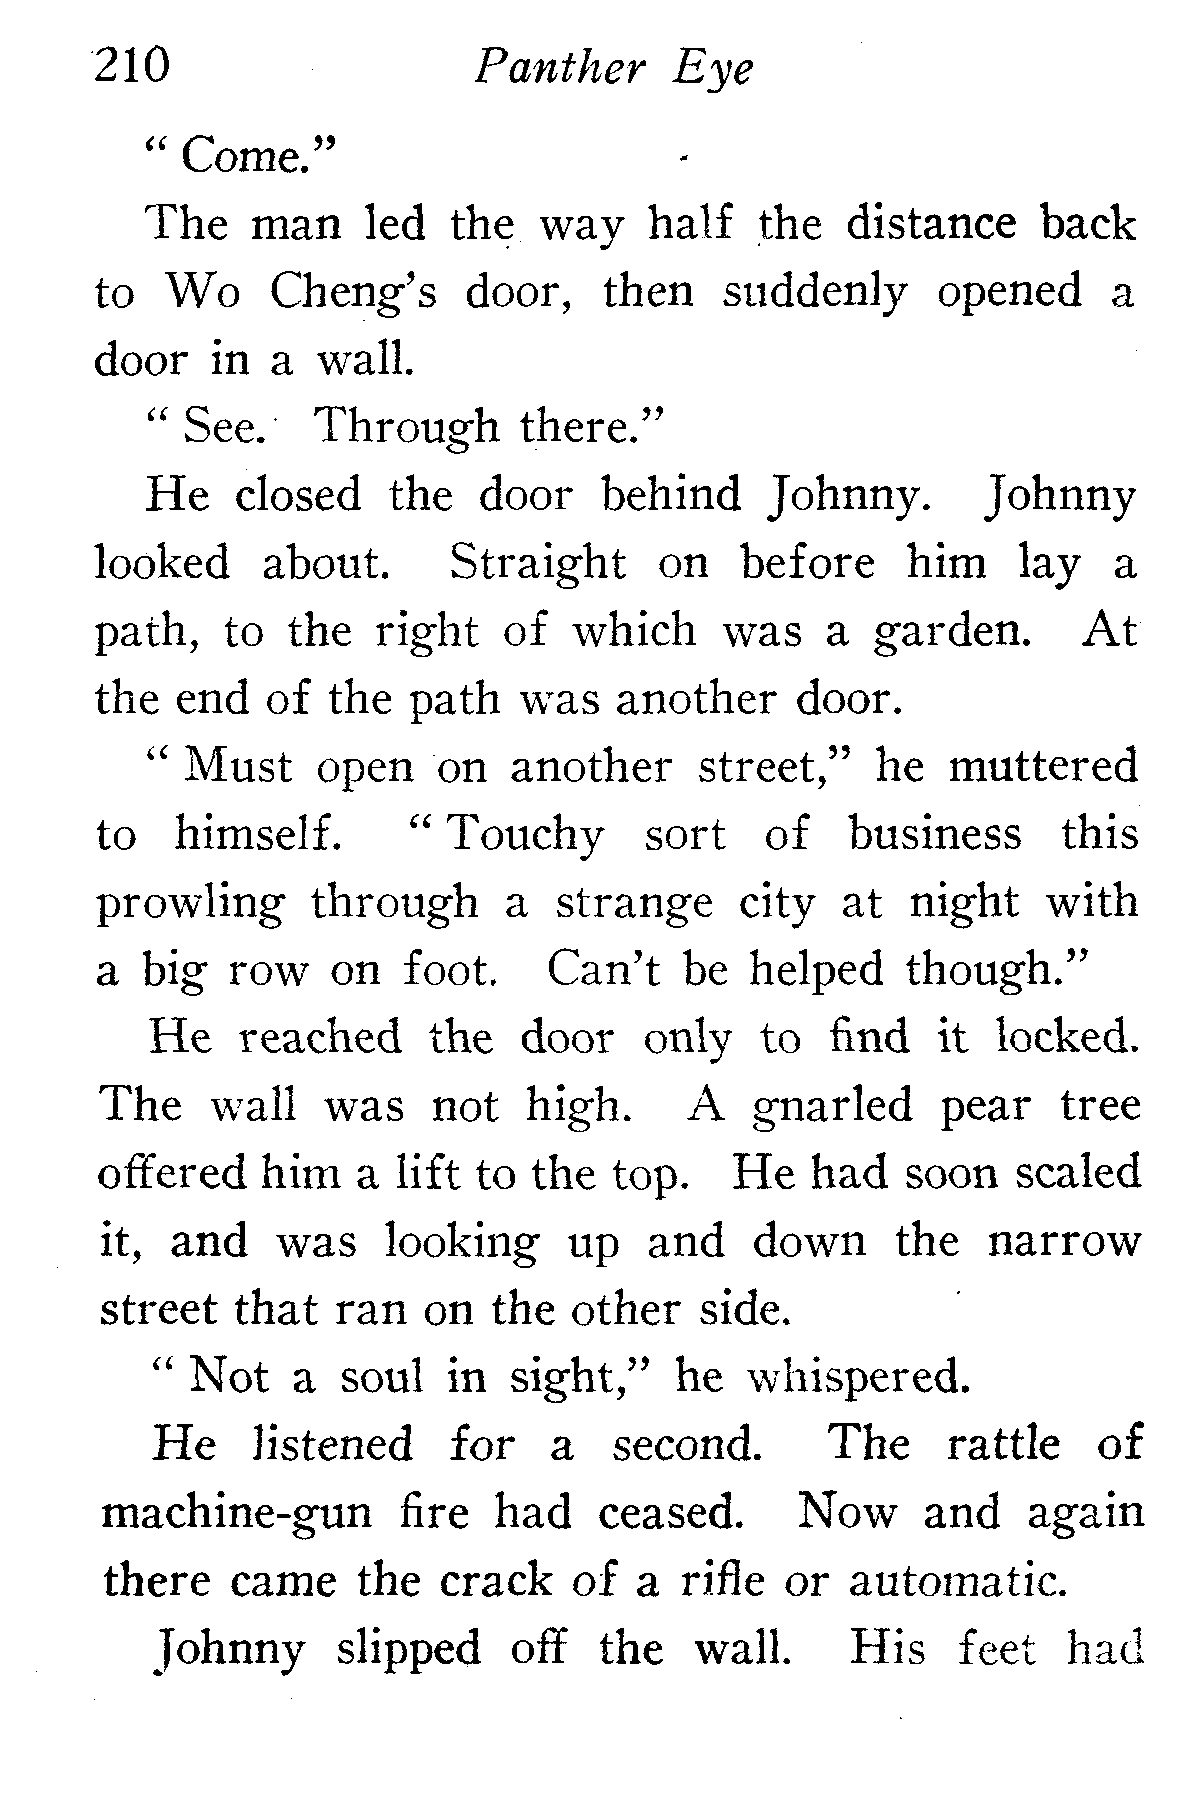 210 Panther Eye
“ Come.”
The man led the way half the distance back
to Wo Cheng’s door, then suddenly opened a
door in a wall.
“ See. Through there.”
He closed the door behind Johnny. Johnny
looked about. Straight on before him lay a
path, to the right of which was a garden. At
the end of the path was another door.
“ Must open on another street,” he muttered
to himself. “ Touchy sort of business this
prowling through a strange city at night with
a big row on foot. Can’t be helped though.”
He reached the door only to find it locked.
The wall was not high. A gnarled pear tree
offered him a lift to the top. He had soon scaled
it, and was looking up and down the narrow
street that ran on the other side.
“ Not a soul in sight,” he whispered.
He listened for a second. The rattle of
machine-gun fire had ceased. Now and again
there came the crack of a rifle or automatic.
Johnny slipped off the wall. His feet had